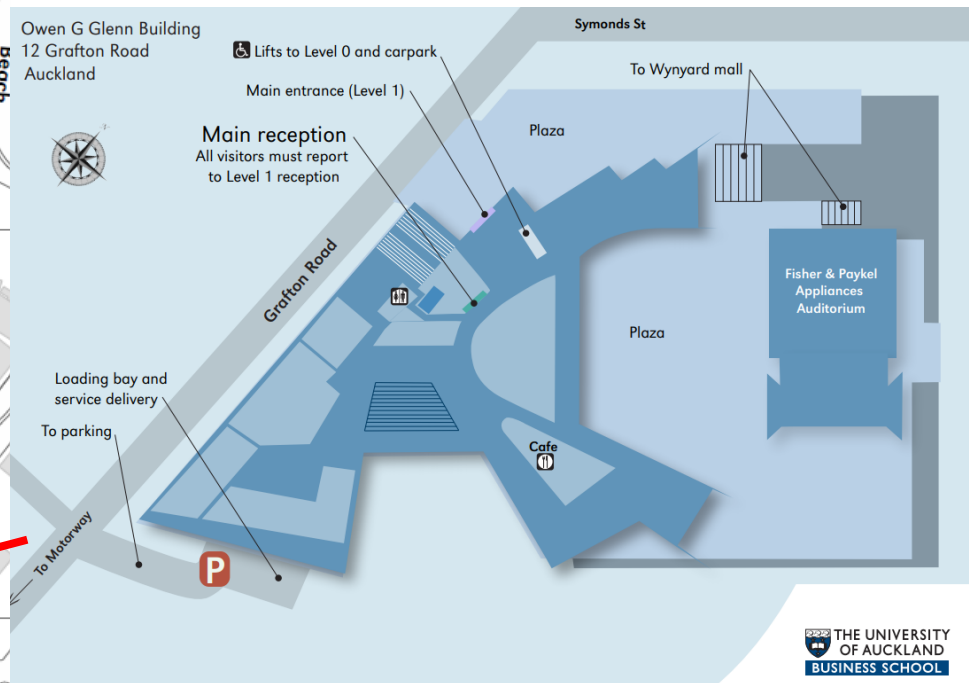 Owen G Glenn Building
12 Grafton Road
Auckland
Beach
Symonds St
Lifts to Level 0 and carpark
To Wynyard mall
Main entrance (Level 1)
Plaza
Main reception
All visitors must report
to Level 1 reception
Grafton Road
Fisher & Paykel
Appliances
Auditorium
Plaza
Loading bay and
service delivery
To parking
Cafe
To Motorway
P
THE UNIVERSITY
OF AUCKLAND
BUSINESS SCHOOL